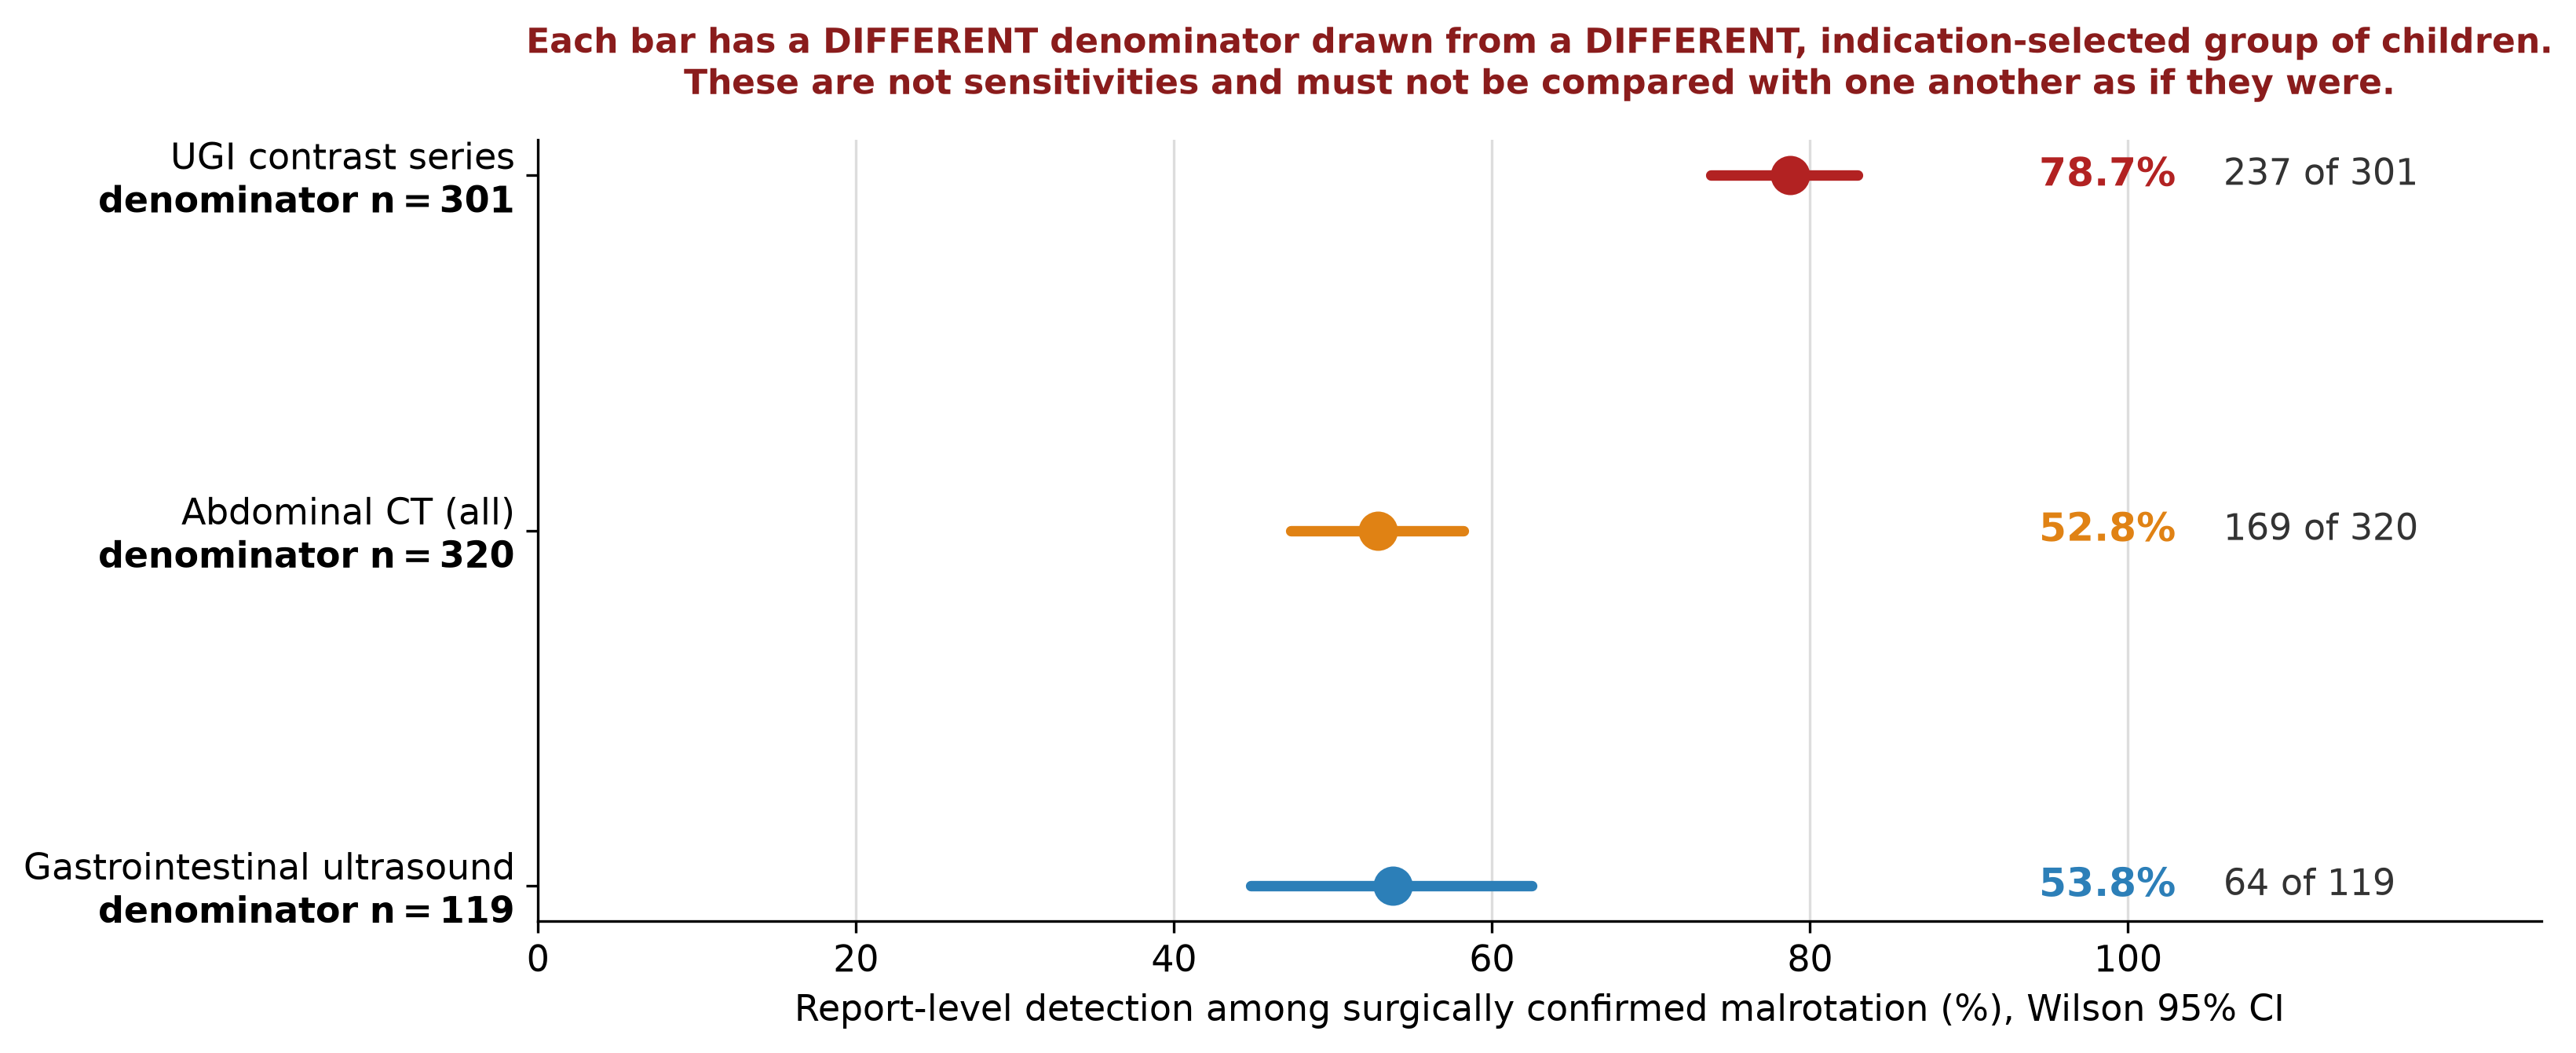 Each bar has a DIFFERENT denominator drawn from a DIFFERENT, indication-selected group of children.
These are not sensitivities and must not be compared with one another as if they were.
UGI contrast series
denominator n = 301
78.7% 237 of 301
Abdominal CT (all)
denominator n = 320
52.8% 169 of 320
Gastrointestinal ultrasound
denominator n = 119
53.8% 64 of 119
0 20 40 60 80 100
Report-level detection among surgically confirmed malrotation (%), Wilson 95% CI